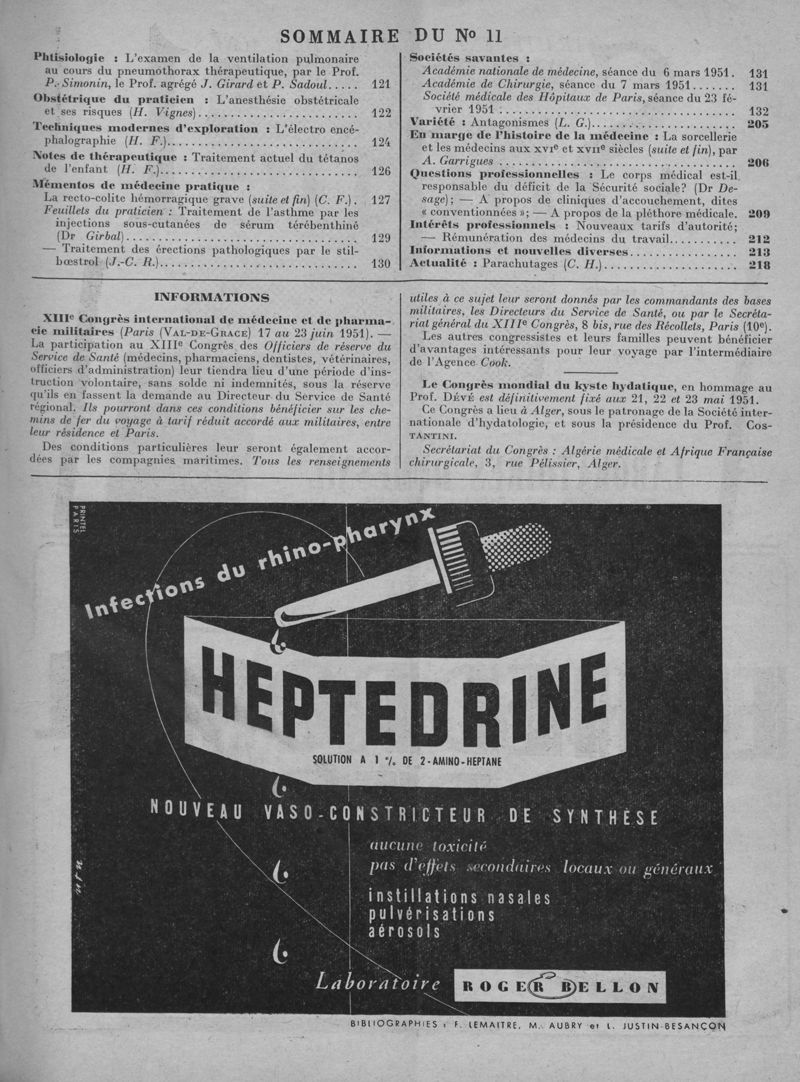 SOMMAIRE DU No 11
Phtisiologie : L'examen de la ventilation pulmonaire
au cours du pneumothorax thérapeutique, par le Prof.
P. Simonin, le Prof. agrégé J. Girard et P. Sadoul..... 121
Obstétrique du praticien : L'anesthésie obstétricale
et ses risques (H. Vignes)........................ 122
Techniques modernes d'exploration : L'électro encé-
phalographie (H. F.)............................ 124
Notes de thérapeutique : Traitement actuel du tétanos
de l'enfant (H. F.)............................. 126
Mémentos de médecine pratique :
La recto-colite hémorragique grave (suite et fin) (C. F.). 127
Feuillets du praticien : Traitement de l'asthme par les
injections sous-cutanées de sérum térébenthiné
(Dr Girbal).................................. 129
— Traitement des érections pathologiques par le stil-
bœstrol (J.-C. R.)............................. 130
Sociétés savantes :
Académie nationale de médecine, séance du 6 mars 1951. 131
Académie de Chirurgie, séance du 7 mars 1951....... 131
Société médicale des Hôpitaux de Paris, séance du 23 fé-
vrier 1951 .................................. 132
Variété : Antagonismes (L. G.)..................... 205
En marge de l'histoire de la médecine : La sorcellerie
et les médecins aux XVIe et XVIIe siècles (suite et fin), par
A. Garrigues ................................. 206
Questions professionnelles : Le corps médical est-il
responsable du déficit de la Sécurité sociale? (Dr De-
sage); — A propos de cliniques d'accouchement, dites
« conventionnées »; — A propos de la pléthore médicale. 209
Intérêts professionnels : Nouveaux tarifs d'autorité;
— Rémunération des médecins du travail.......... 212
Informations et nouvelles diverses................ 213
Actualité : Parachutages (C. H.).................... 218
INFORMATIONS
XIIIe Congrès international de médecine et de pharma-
cie militaires (Paris (VAL-DE-GRACE) 17 au 23 juin 1951). —
La participation au XIIIe Congrès des Officiers de réserve du
Service de Santé (médecins, pharmaciens, dentistes, vétérinaires,
officiers d'administration) leur tiendra lieu d'une période d'ins-
truction volontaire, sans solde ni indemnités, sous la réserve
qu'ils en fassent la demande au Directeur du Service de Santé
régional. Ils pourront dans ces conditions bénéficier sur les che-
mins de fer du voyage à tarif réduit accordé aux militaires, entre
leur résidence et Paris.
Des conditions particulières leur seront également accor-
dées par les compagnies maritimes. Tous les renseignements
utiles à ce sujet leur seront donnés par les commandants des bases
militaires, les Directeurs du Service de Santé, ou par le Secréta-
riat général du XIIIe Congrès, 8 bis, rue des Récollets, Paris (10e).
Les autres congressistes et leurs familles peuvent bénéficier
d'avantages intéressants pour leur voyage par l'intermédiaire
de l'Agence Cook.
Le Congrès mondial du kyste hydatique, en hommage au
Prof. DÉVÉ est définitivement fixé aux 21, 22 et 23 mai 1951.
Ce Congrès a lieu à Alger, sous le patronage de la Société inter-
nationale d'hydatologie, et sous la présidence du Prof. COS-
TANTINI.
Secrétariat du Congrès : Algérie médicale et Afrique Française
chirurgicale, 3, rue Pélissier, Alger.
PRINTEL
PARIS
Infections du rhino-pharynx
HEPTEDRINE
SOLUTION A 1 % DE 2-AMINO-HEPTANE
NOUVEAU VASO-CONSTRICTEUR DE SYNTHÈSE
aucune toxicité
pas d'effets secondaires locaux ou généraux
instillations nasales
pulvérisations
aérosols
Laboratoire ROGER BELLON
BIBLIOGRAPHIES : F. LEMAITRE, M. AUBRY et L. JUSTIN-BESANÇON